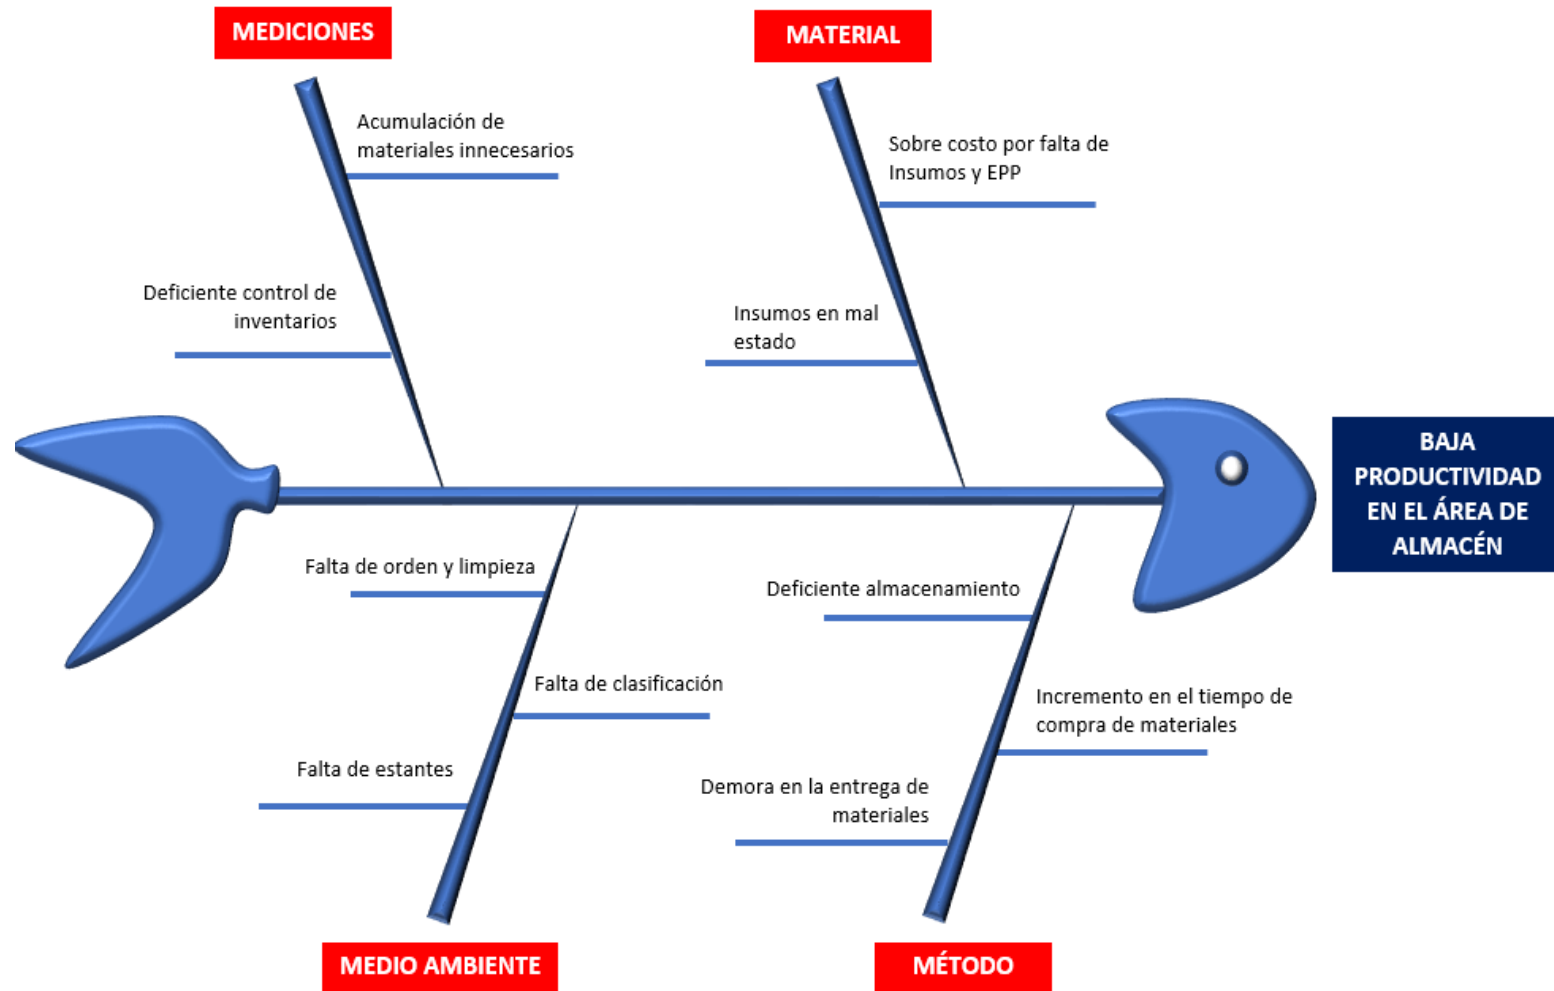 MEDICIONES
MATERIAL
Acumulación de
materiales innecesarios
Sobre costo por falta de
Insumos y EPP
Deficiente control de
inventarios
Insumos en mal
estado
BAJA
PRODUCTIVIDAD
EN EL ÁREA DE
ALMACÉN
Falta de orden y limpieza
Deficiente almacenamiento
Falta de clasificación
Incremento en el tiempo de
compra de materiales
Falta de estantes
Demora en la entrega de
materiales
MEDIO AMBIENTE
MÉTODO